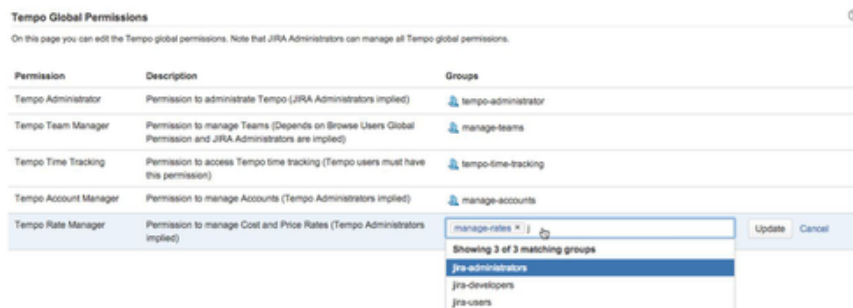 Tempo Global Permissions
On this page you can edit the Tempo global permissions. Note that JIRA Administrators can manage all Tempo global permissions.
Permission Description Groups
Tempo Administrator Permission to administrate Tempo (JIRA Administrators implied) tempo-administrator
Tempo Team Manager Permission to manage Teams (Depends on Browse Users Global manage-teams
Permission and JIRA Administrators are implied)
Tempo Time Tracking Permission to access Tempo time tracking (Tempo users must have tempo-time-tracking
this permission)
Tempo Account Manager Permission to manage Accounts (Tempo Administrators implied) manage-accounts
Tempo Rate Manager Permission to manage Cost and Price Rates (Tempo Administrators manage-rates × j Update Cancel
implied)
Showing 3 of 3 matching groups
jira-administrators
jira-developers
jira-users